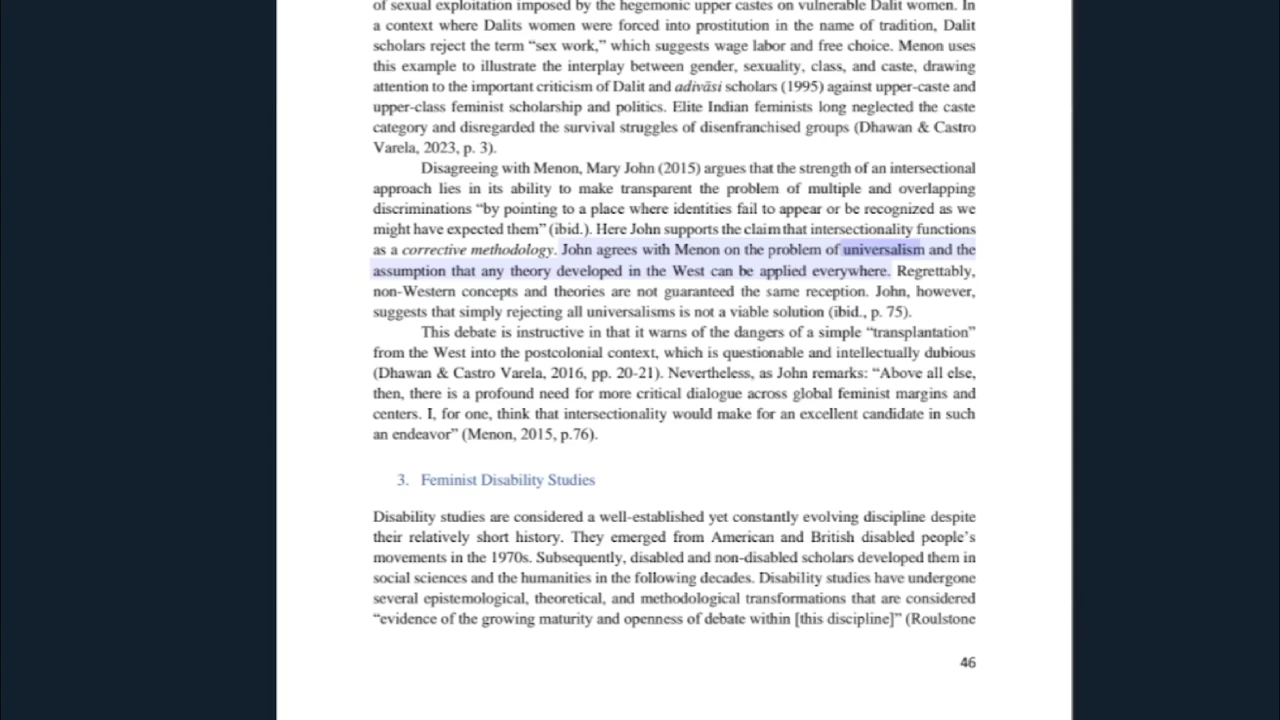 of sexual exploitation imposed by the hegemonic upper castes on vulnerable Dalit women. In
a context where Dalits women were forced into prostitution in the name of tradition, Dalit
scholars reject the term “sex work,” which suggests wage labor and free choice. Menon uses
this example to illustrate the interplay between gender, sexuality, class, and caste, drawing
attention to the important criticism of Dalit and adivāsi scholars (1995) against upper-caste and
upper-class feminist scholarship and politics. Elite Indian feminists long neglected the caste
category and disregarded the survival struggles of disenfranchised groups (Dhawan & Castro
Varela, 2023, p. 3).
Disagreeing with Menon, Mary John (2015) argues that the strength of an intersectional
approach lies in its ability to make transparent the problem of multiple and overlapping
discriminations “by pointing to a place where identities fail to appear or be recognized as we
might have expected them” (ibid.). Here John supports the claim that intersectionality functions
as a corrective methodology. John agrees with Menon on the problem of universalism and the
assumption that any theory developed in the West can be applied everywhere. Regrettably,
non-Western concepts and theories are not guaranteed the same reception. John, however,
suggests that simply rejecting all universalisms is not a viable solution (ibid., p. 75).
This debate is instructive in that it warns of the dangers of a simple “transplantation”
from the West into the postcolonial context, which is questionable and intellectually dubious
(Dhawan & Castro Varela, 2016, pp. 20-21). Nevertheless, as John remarks: “Above all else,
then, there is a profound need for more critical dialogue across global feminist margins and
centers. I, for one, think that intersectionality would make for an excellent candidate in such
an endeavor” (Menon, 2015, p.76).
3. Feminist Disability Studies
Disability studies are considered a well-established yet constantly evolving discipline despite
their relatively short history. They emerged from American and British disabled people’s
movements in the 1970s. Subsequently, disabled and non-disabled scholars developed them in
social sciences and the humanities in the following decades. Disability studies have undergone
several epistemological, theoretical, and methodological transformations that are considered
“evidence of the growing maturity and openness of debate within [this discipline]” (Roulstone
46